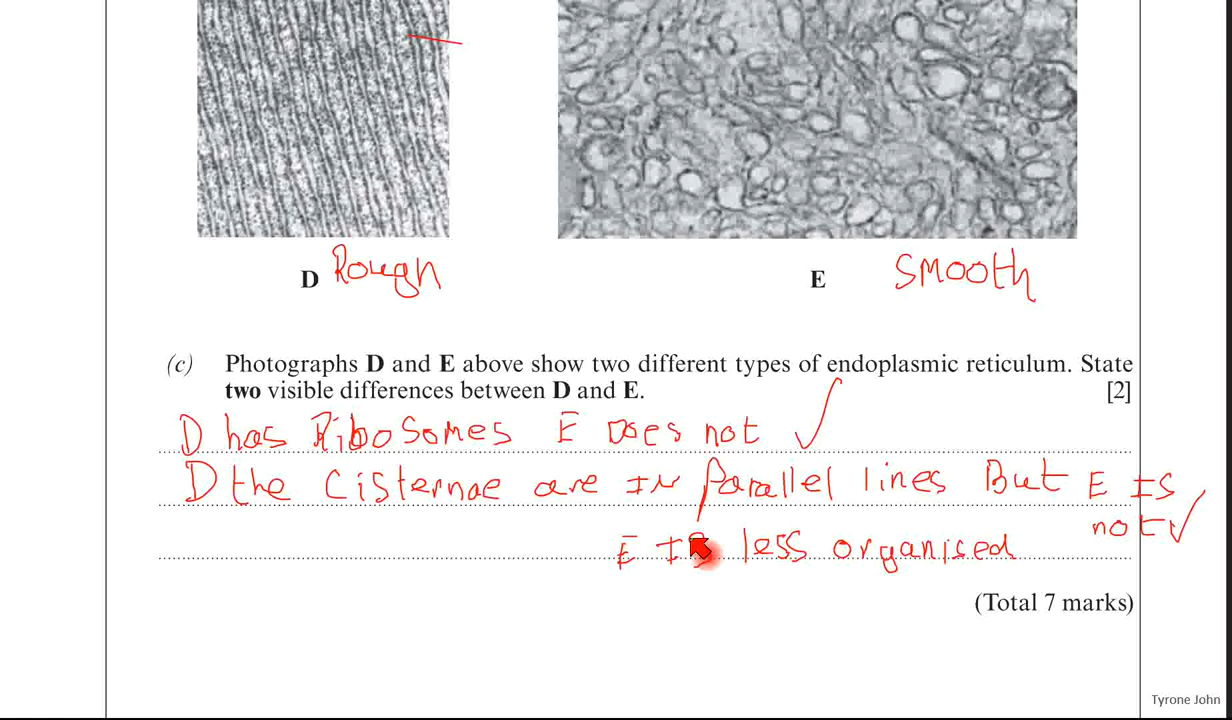 D Rough E Smooth
(c) Photographs D and E above show two different types of endoplasmic reticulum. State
two visible differences between D and E. [2]
D has Ribosomes E Does not
D the Cisternae are IN Parallel lines But E IS
not
E IS less organised
(Total 7 marks)
Tyrone John